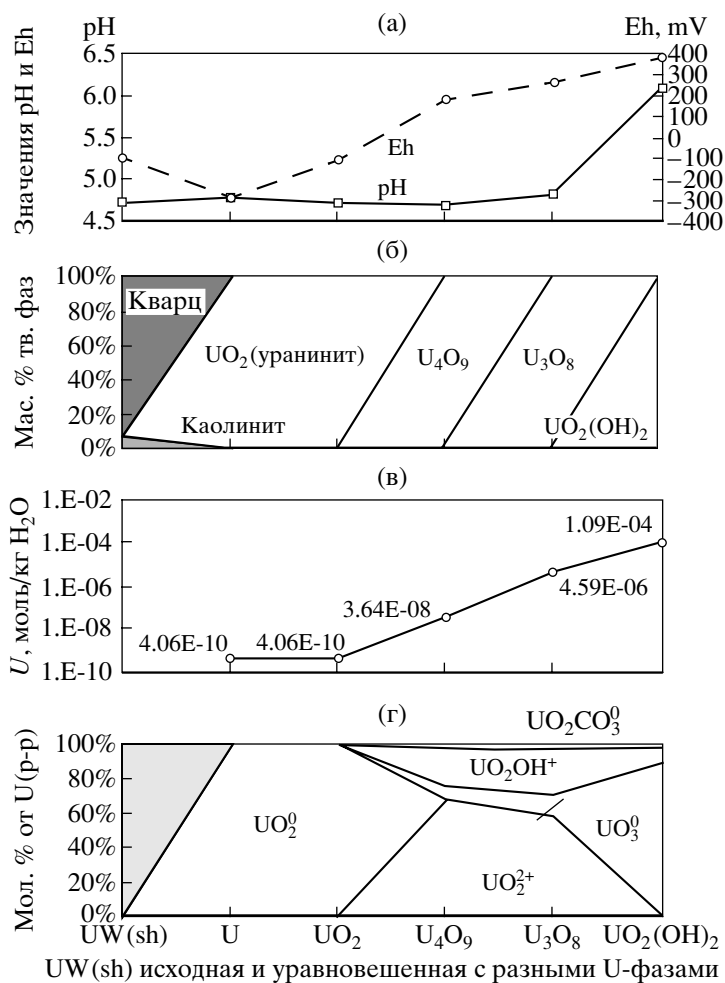 (а)
pH
Eh, mV
Значения pH и Eh
6.5
6.0
5.5
5.0
4.5
400
300
200
100
0
−100
−200
−300
−400
Eh
pH
(б)
Мас. % тв. фаз
100%
80%
60%
40%
20%
0%
Кварц
UO₂(уранинит)
U₄O₉
U₃O₈
Каолинит
UO₂(OH)₂
(в)
U, моль/кг H₂O
1.E-02
1.E-04
1.E-06
1.E-08
1.E-10
1.09E-04
4.59E-06
3.64E-08
4.06E-10
4.06E-10
(г)
UO₂CO₃⁰
Мол. % от U(р-р)
100%
80%
60%
40%
20%
0%
UO₂OH⁺
UO₂⁰
UO₃⁰
UO₂²⁺
UW(sh) U UO₂ U₄O₉ U₃O₈ UO₂(OH)₂
UW(sh) исходная и уравновешенная с разными U-фазами